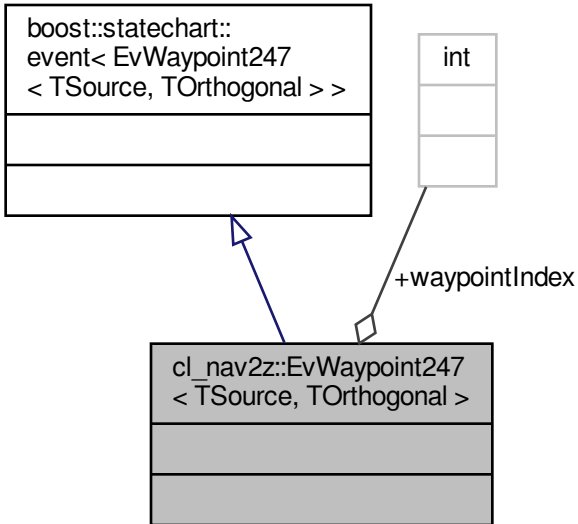 boost::statechart::
event< EvWaypoint247
< TSource, TOrthogonal > >
int
+waypointIndex
cl_nav2z::EvWaypoint247
< TSource, TOrthogonal >